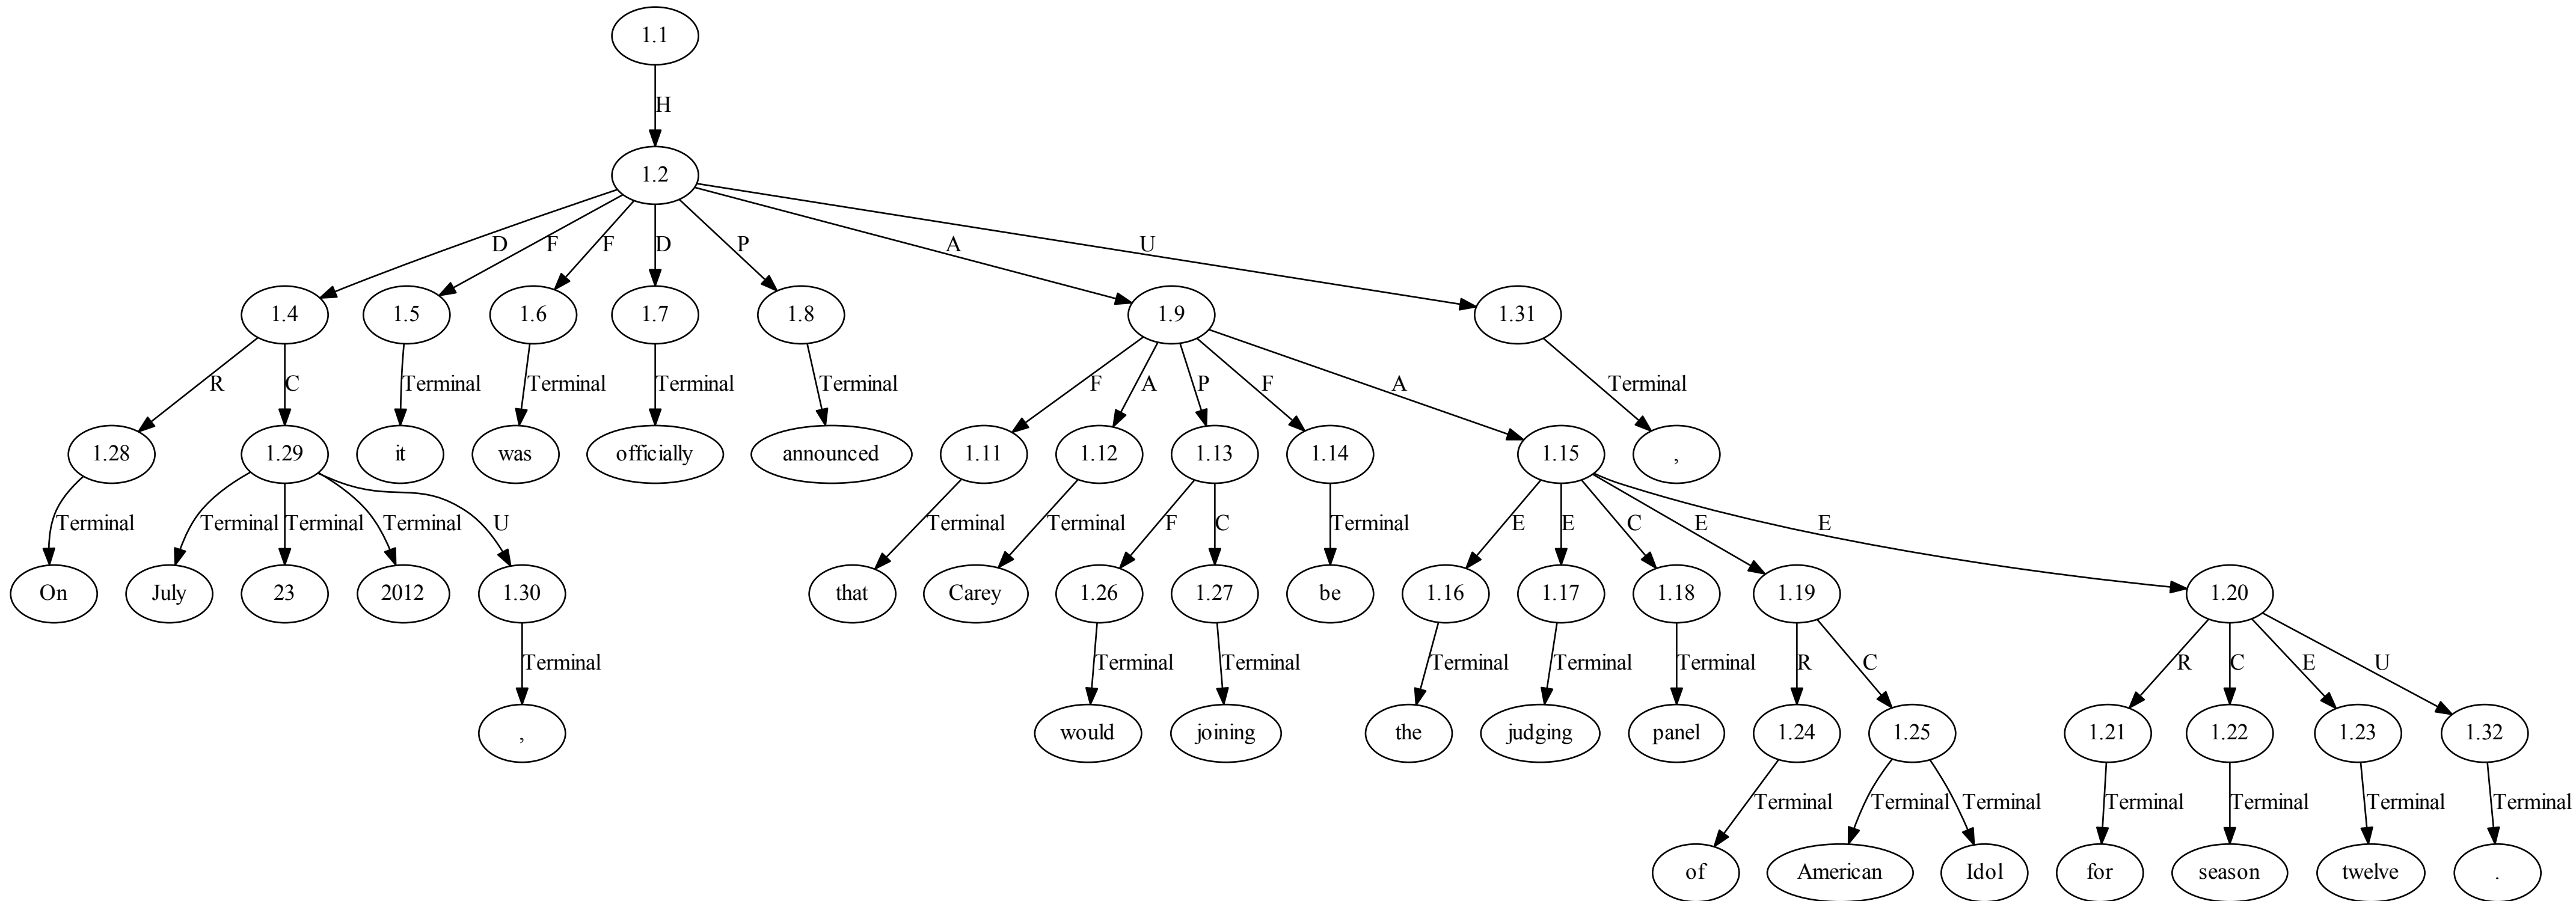 1.1
H
1.2
D F F D P A U
1.4 1.5 1.6 1.7 1.8 1.9 1.31
R C Terminal Terminal Terminal Terminal F A P F A Terminal
1.28 1.29 it was officially announced 1.11 1.12 1.13 1.14 1.15 ,
Terminal Terminal Terminal Terminal U Terminal Terminal F C Terminal E E C E E
On July 23 2012 1.30 that Carey 1.26 1.27 be 1.16 1.17 1.18 1.19 1.20
Terminal Terminal Terminal Terminal Terminal Terminal R C R C E U
, would joining the judging panel 1.24 1.25 1.21 1.22 1.23 1.32
Terminal Terminal Terminal Terminal Terminal Terminal Terminal
of American Idol for season twelve .